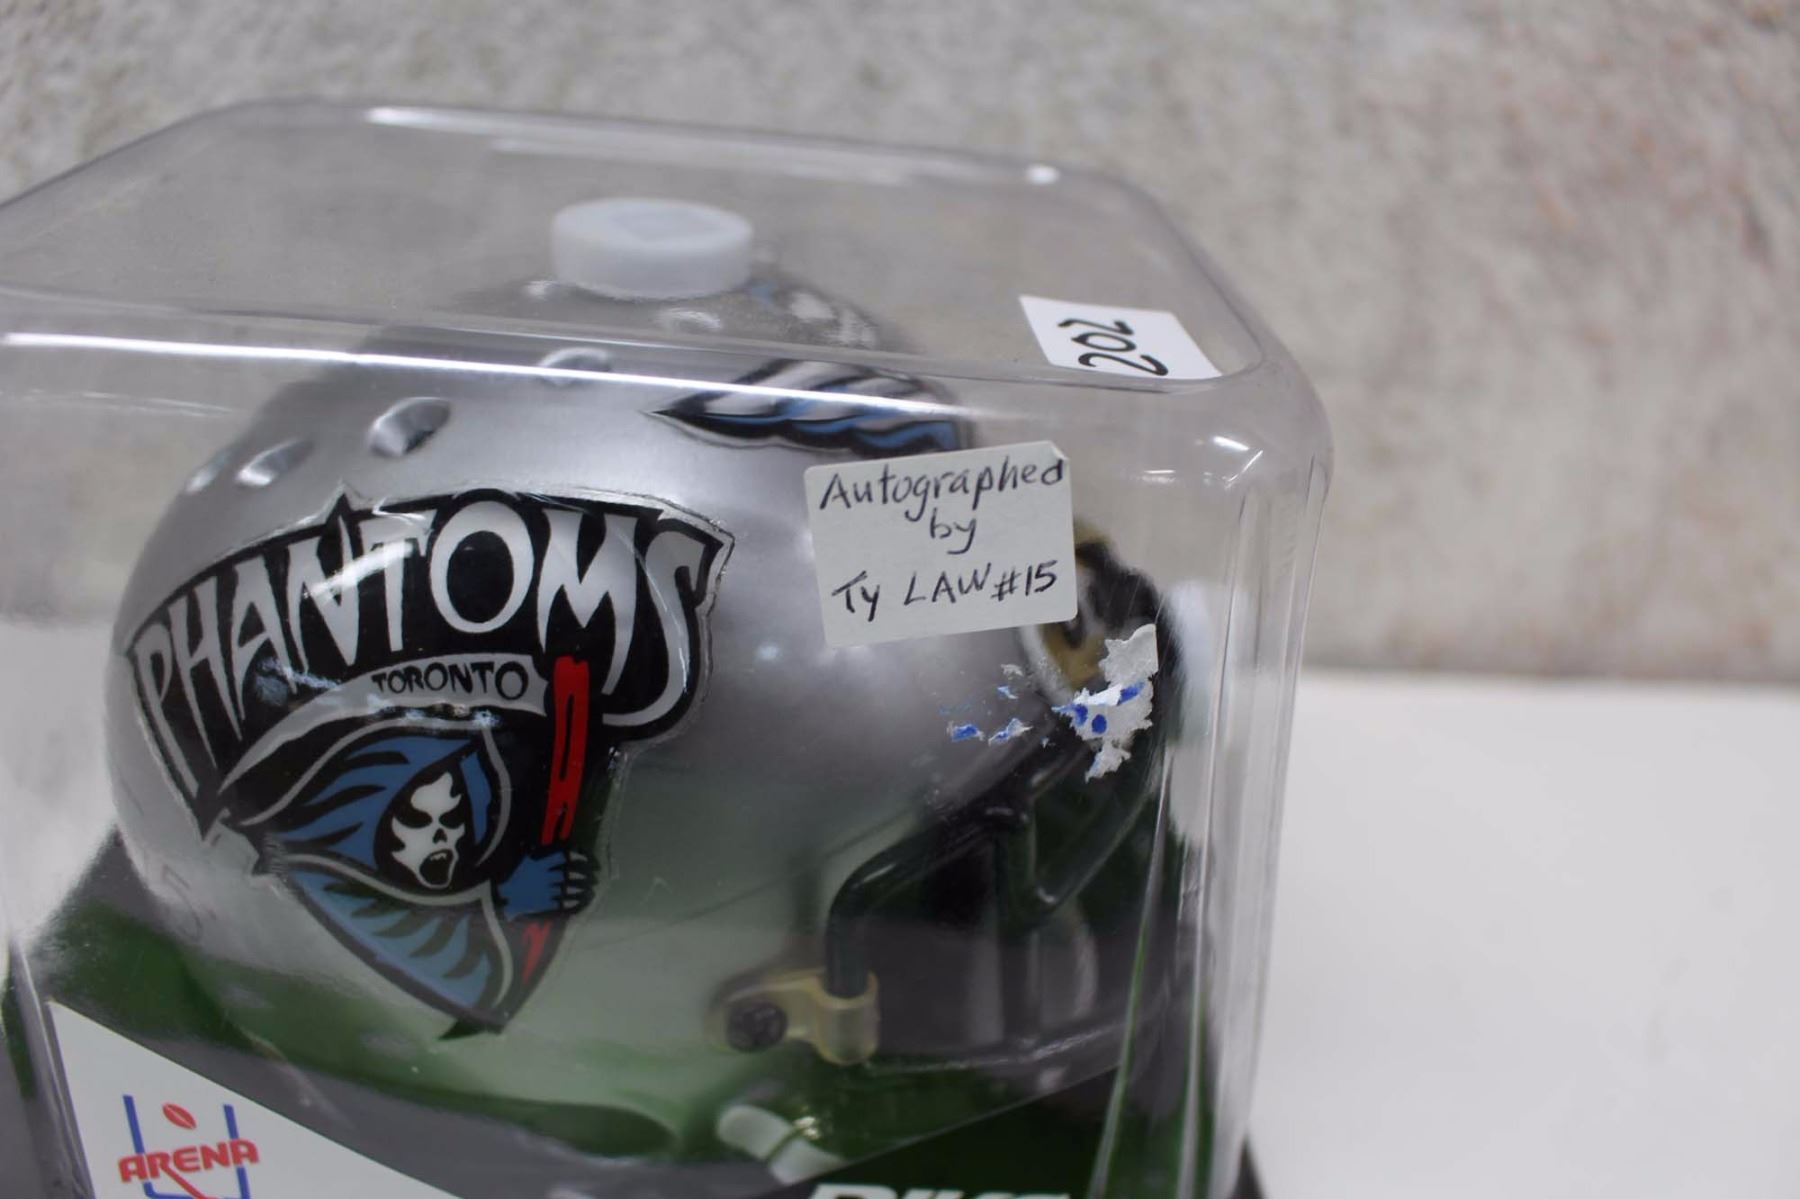 202
Autographed
by
Ty LAW #15
PHANTOMS
TORONTO
ARENA